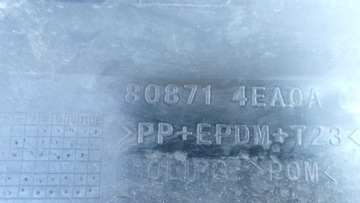 80871 4EA0A
>PP+EPDM+T23<
CLIPS >POM<